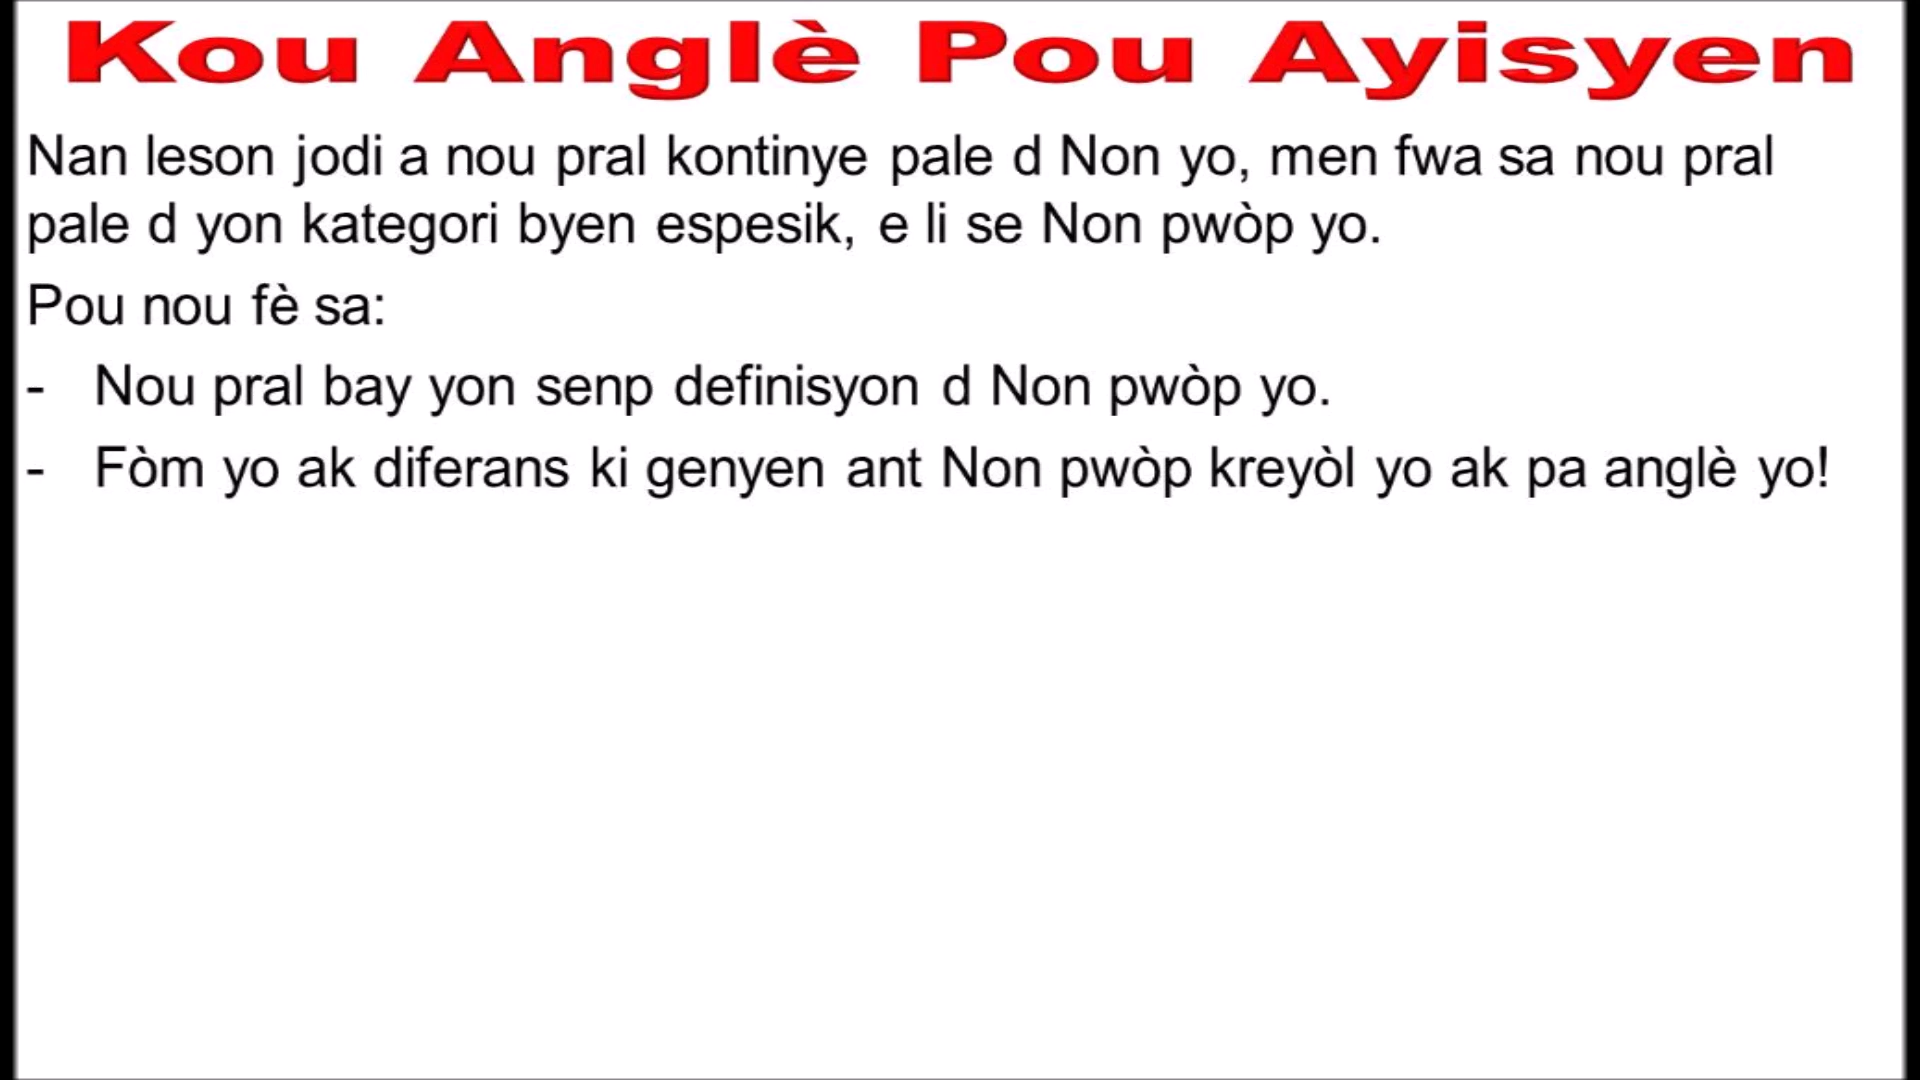 Kou Anglè Pou Ayisyen
Nan leson jodi a nou pral kontinye pale d Non yo, men fwa sa nou pral
pale d yon kategori byen espesik, e li se Non pwòp yo.
Pou nou fè sa:
- Nou pral bay yon senp definisyon d Non pwòp yo.
- Fòm yo ak diferans ki genyen ant Non pwòp kreyòl yo ak pa anglè yo!